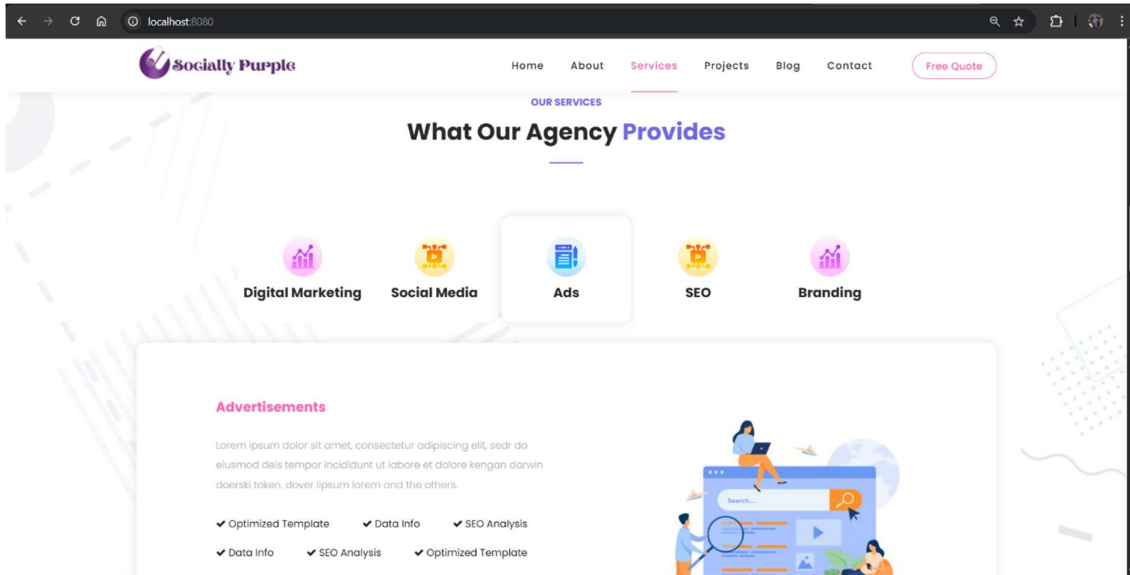 localhost:8080
Socially Purple
Home About Services Projects Blog Contact Free Quote
OUR SERVICES
What Our Agency Provides
Digital Marketing Social Media Ads SEO Branding
Advertisements
Lorem ipsum dolor sit amet, consectetur adipiscing elit, sedr do
eiusmod deis tempor incididunt ut labore et dolore kengan darwin
doerski token. dover lipsum lorem and the others.
Search....
✔ Optimized Template ✔ Data Info ✔ SEO Analysis
✔ Data Info ✔ SEO Analysis ✔ Optimized Template